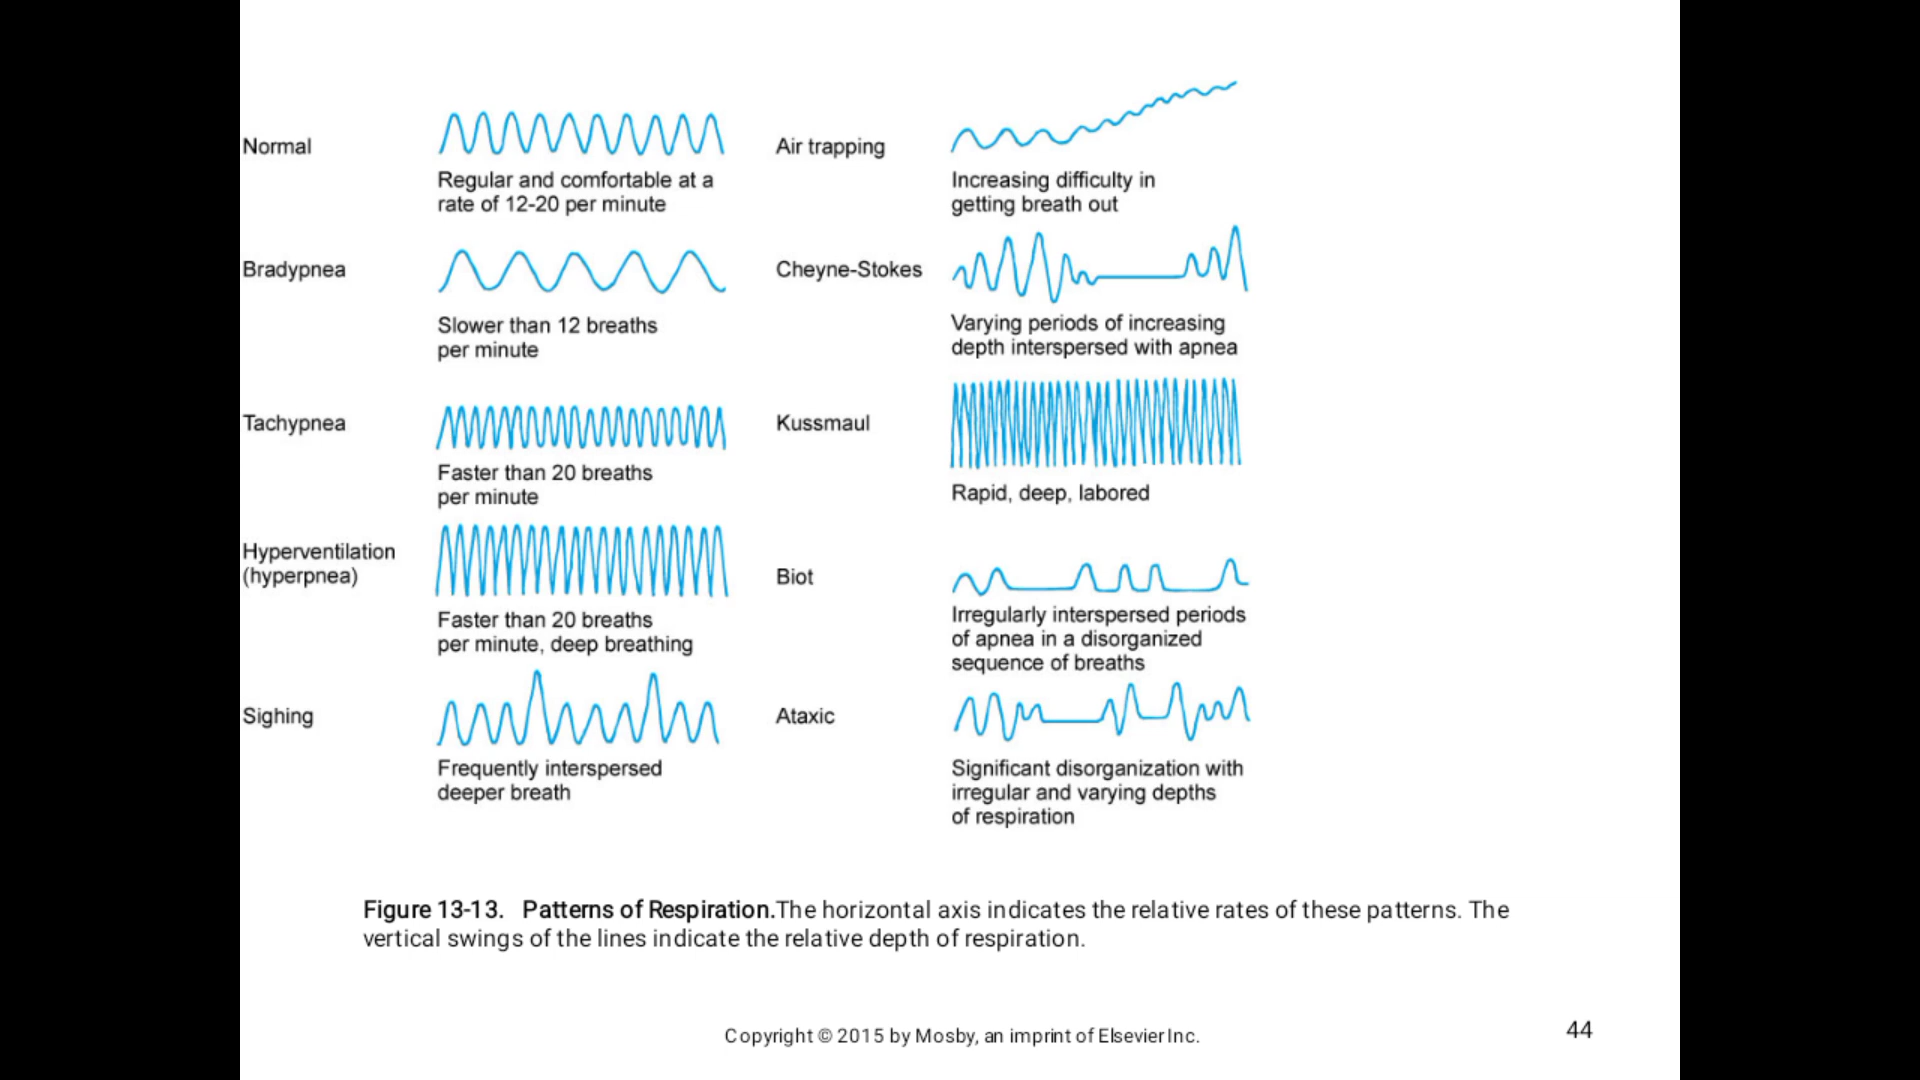 Normal
Regular and comfortable at a
rate of 12-20 per minute
Bradypnea
Slower than 12 breaths
per minute
Tachypnea
Faster than 20 breaths
per minute
Hyperventilation
(hyperpnea)
Faster than 20 breaths
per minute, deep breathing
Sighing
Frequently interspersed
deeper breath
Air trapping
Increasing difficulty in
getting breath out
Cheyne-Stokes
Varying periods of increasing
depth interspersed with apnea
Kussmaul
Rapid, deep, labored
Biot
Irregularly interspersed periods
of apnea in a disorganized
sequence of breaths
Ataxic
Significant disorganization with
irregular and varying depths
of respiration
Figure 13-13. Patterns of Respiration.The horizontal axis indicates the relative rates of these patterns. The
vertical swings of the lines indicate the relative depth of respiration.
Copyright © 2015 by Mosby, an imprint of Elsevier Inc.
44